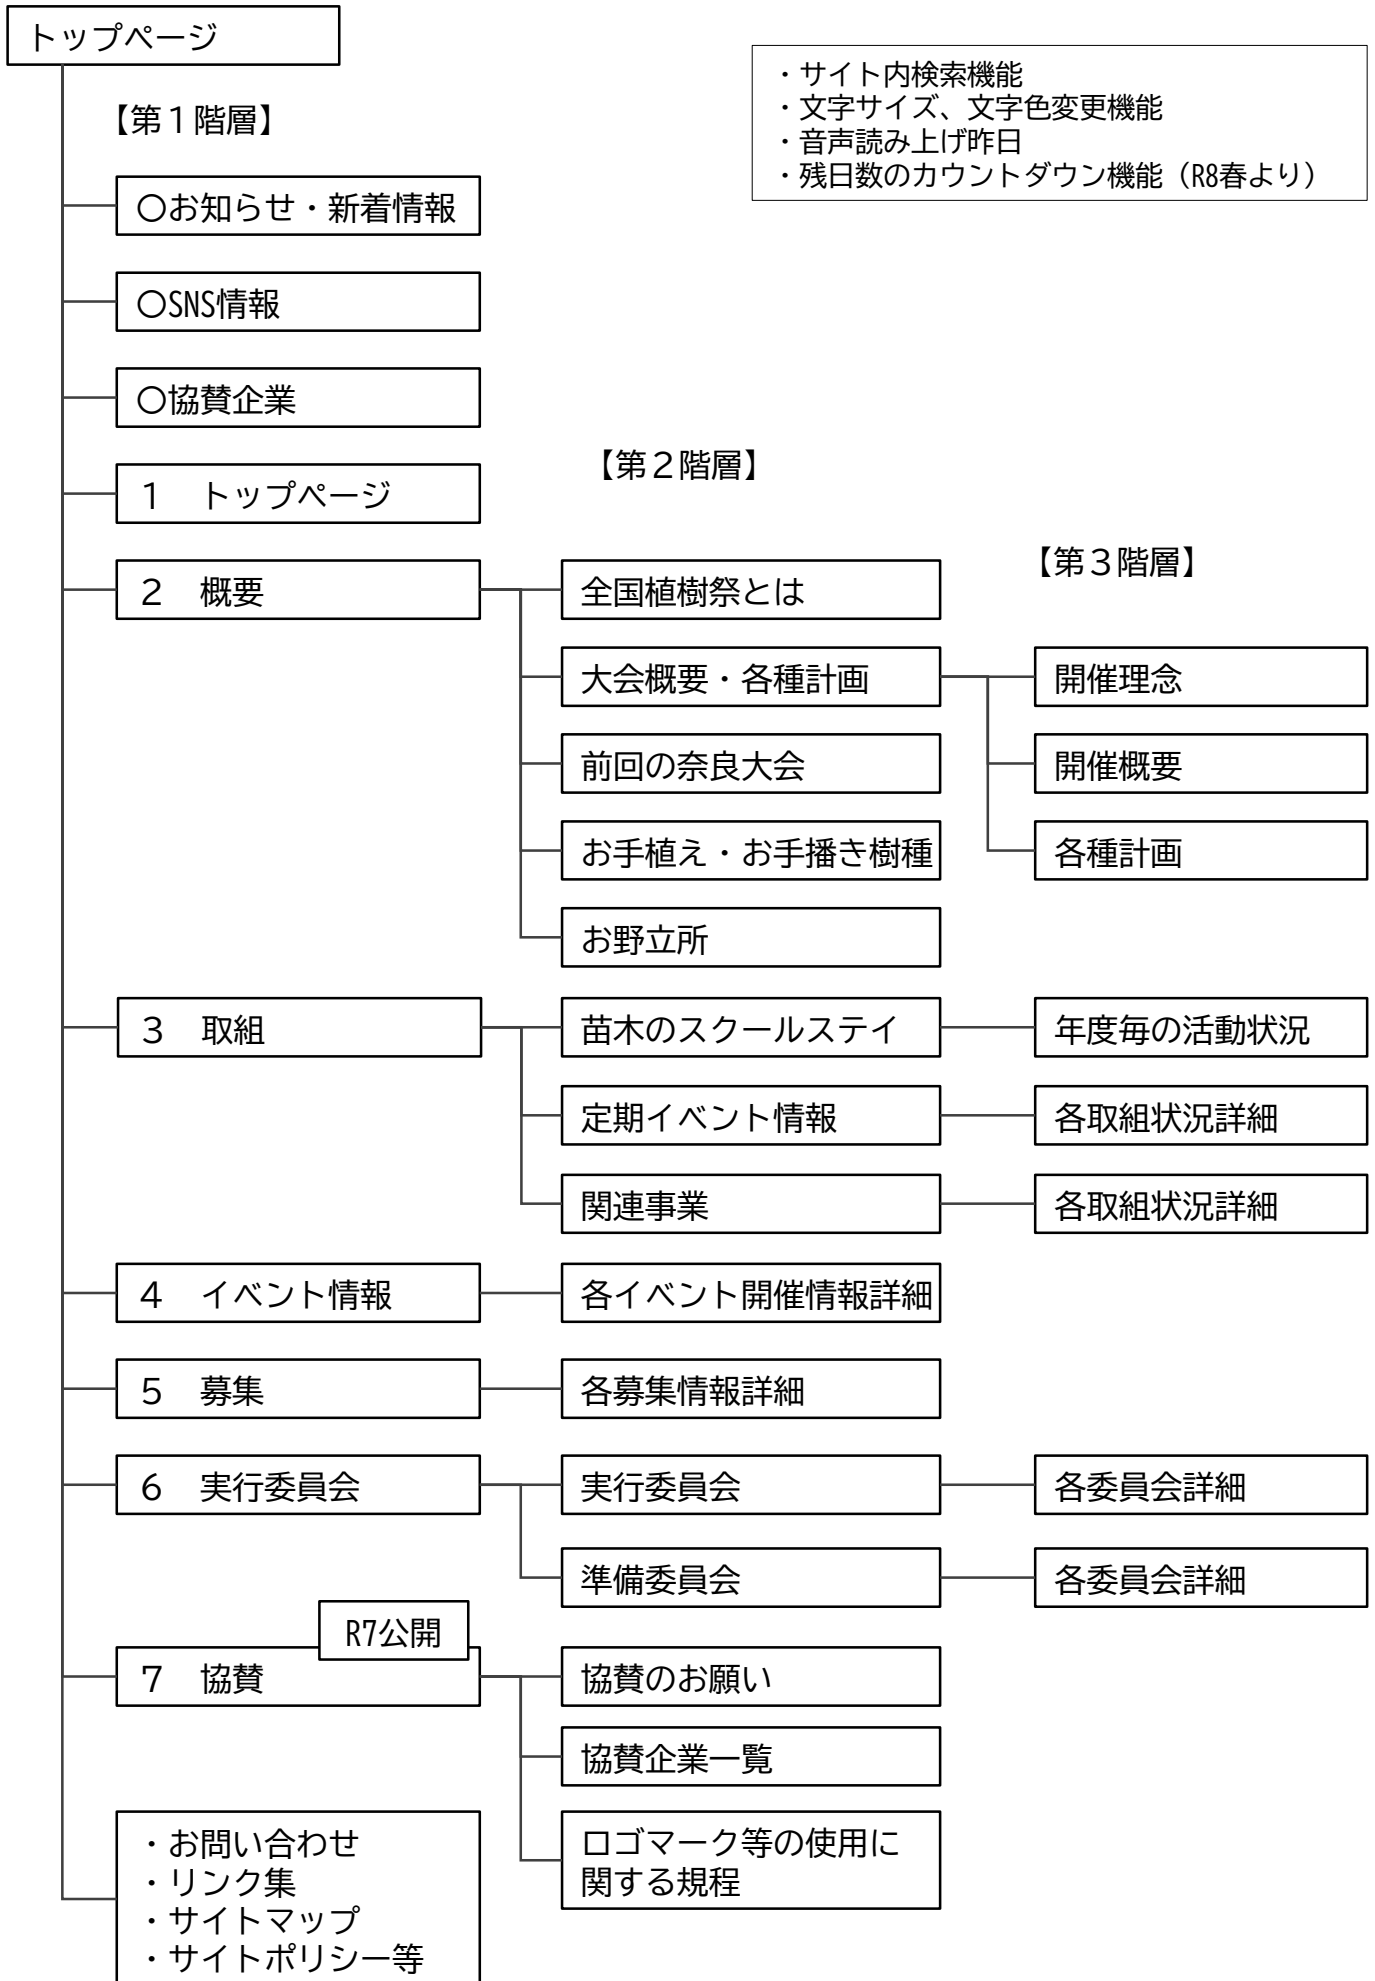 トップページ
・サイト内検索機能
・文字サイズ、文字色変更機能
・音声読み上げ昨日
・残日数のカウントダウン機能（R8春より）
【第１階層】
〇お知らせ・新着情報
〇SNS情報
〇協賛企業
【第２階層】
１　トップページ
【第３階層】
２　概要
全国植樹祭とは
大会概要・各種計画
開催理念
前回の奈良大会
開催概要
お手植え・お手播き樹種
各種計画
お野立所
３　取組
苗木のスクールステイ
年度毎の活動状況
定期イベント情報
各取組状況詳細
関連事業
各取組状況詳細
４　イベント情報
各イベント開催情報詳細
５　募集
各募集情報詳細
６　実行委員会
実行委員会
各委員会詳細
準備委員会
各委員会詳細
R7公開
７　協賛
協賛のお願い
協賛企業一覧
ロゴマーク等の使用に
関する規程
・お問い合わせ
・リンク集
・サイトマップ
・サイトポリシー等